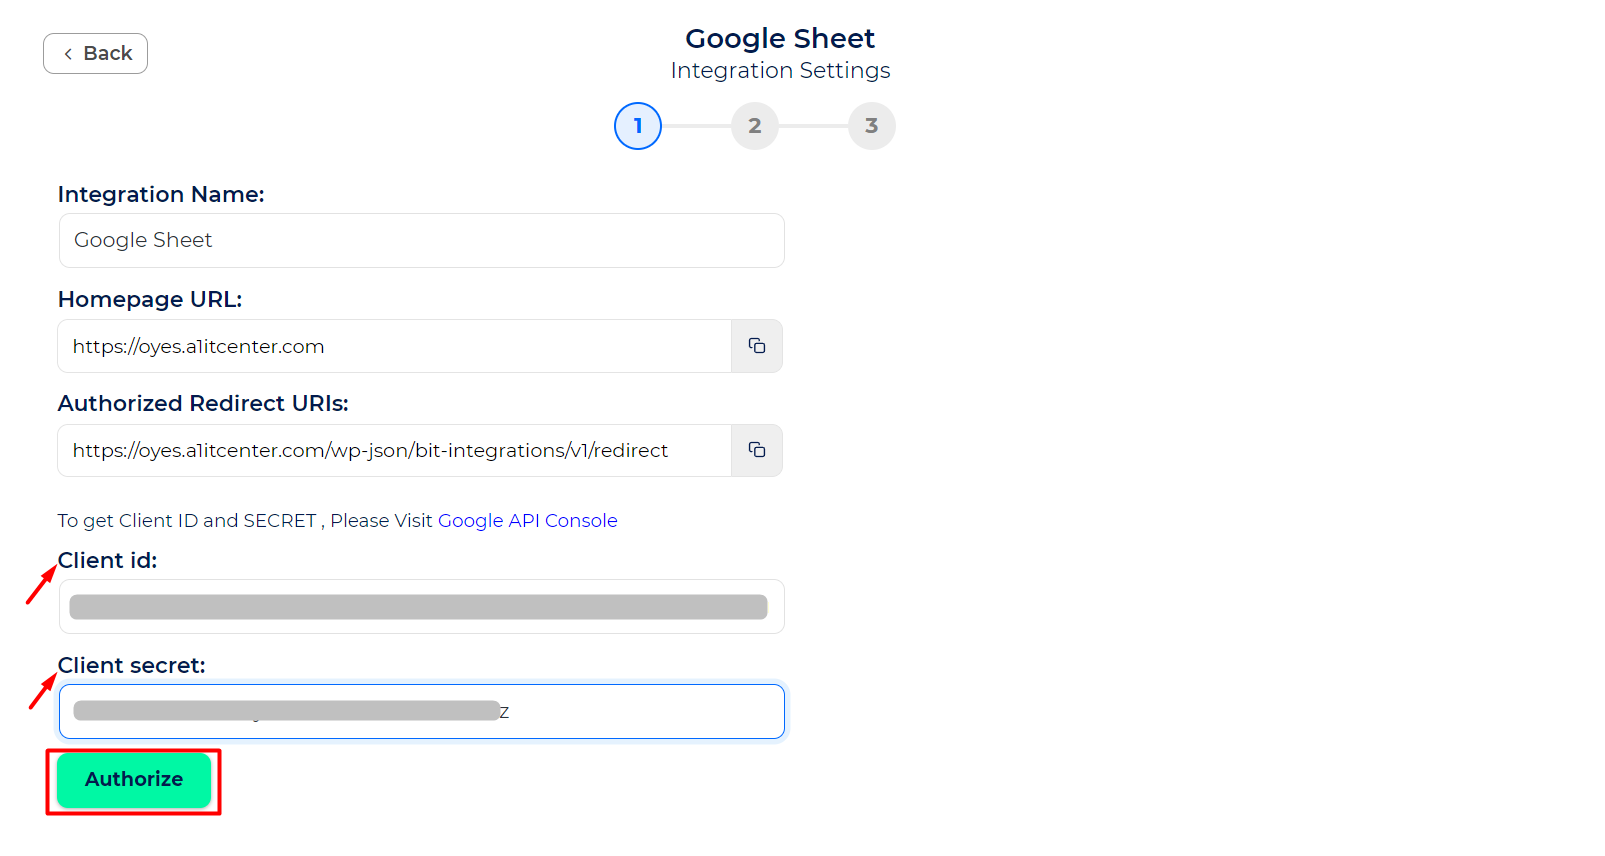 Back
Google Sheet
Integration Settings
1 2 3
Integration Name:
Google Sheet
Homepage URL:
https://oyes.a1itcenter.com
Authorized Redirect URIs:
https://oyes.a1itcenter.com/wp-json/bit-integrations/v1/redirect
To get Client ID and SECRET , Please Visit Google API Console
Client id:
Client secret:
z
Authorize